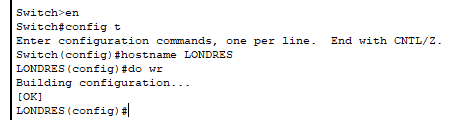 Switch>en
Switch#config t
Enter configuration commands, one per line.  End with CNTL/Z.
Switch(config)#hostname LONDRES
LONDRES(config)#do wr
Building configuration...
[OK]
LONDRES(config)#